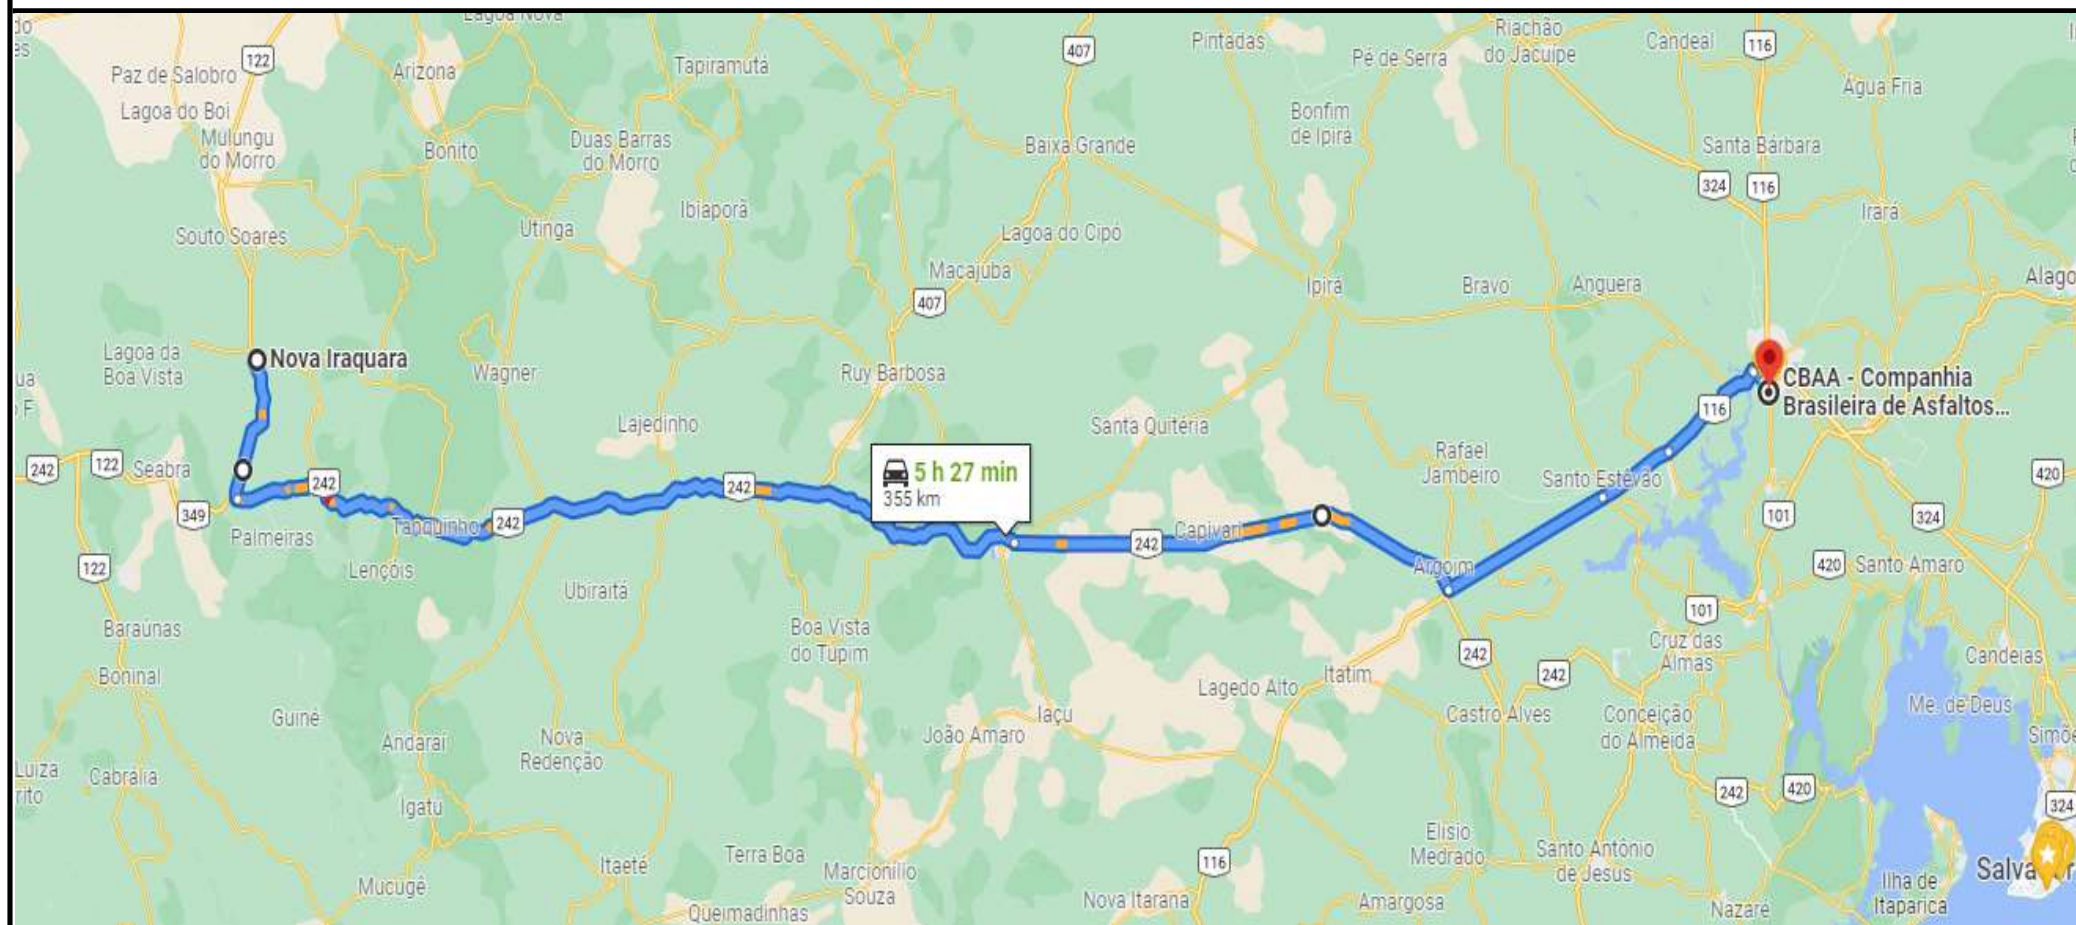 Lagoa Nova
407
Pintadas
Riachão
do Jacuípe
Candeal
116
122
Paz de Salobro
Arizona
Tapiramutá
Pé de Serra
Água Fria
Lagoa do Boi
Mulungu
do Morro
Bonito
Duas Barras
do Morro
Baixa Grande
Bonfim
de Ipirá
Santa Bárbara
324
116
Souto Soares
Utinga
Ibiaporã
Lagoa do Cipó
Irará
Macajuba
407
Ipirá
Bravo
Anguera
Alago
Lagoa da
Boa Vista
Nova Iraquara
Wagner
Ruy Barbosa
CBAA - Companhia
Brasileira de Asfaltos...
116
Lajedinho
Santa Quitéria
242
122
Seabra
242
349
Palmeiras
Tanquinho
242
242
5 h 27 min
355 km
242
Capivari
Rafael
Jambeiro
Santo Estêvão
420
101
324
Lençóis
Argoim
420
Santo Amaro
122
Ubiraitá
Baraúnas
Boa Vista
do Tupim
101
Cruz das
Almas
Candeias
242
242
Boninal
Guiné
Andaraí
Nova
Redenção
Iaçu
João Amaro
Lagedo Alto
Itatim
Castro Alves
Conceição
do Almeida
Me. de Deus
Simõe
Luiza
rito
Cabrália
Igatu
242
420
324
Itaeté
Terra Boa
Marcionílio
Souza
116
Elísio
Medrado
Santo Antônio
de Jesus
Ilha de
Itaparica
Mucugê
Queimadinhas
Nova Itarana
Amargosa
Nazaré